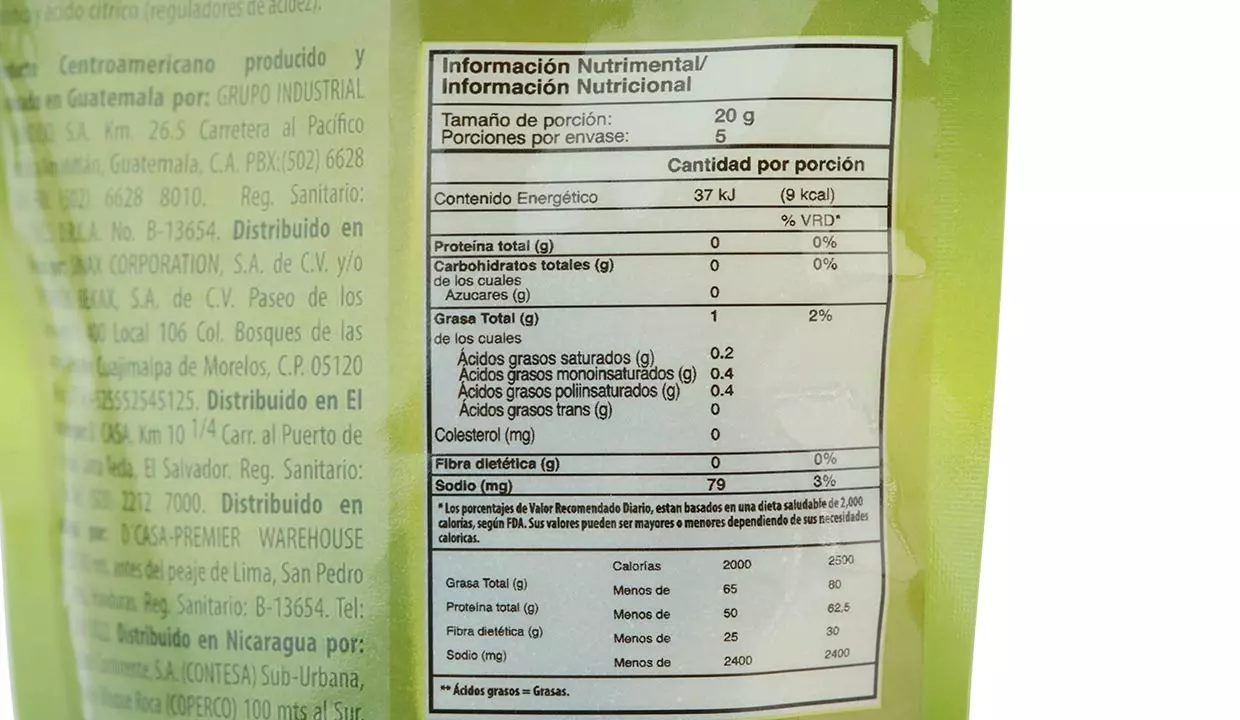 y ácido cítrico (reguladores de acidez).
Centroamericano producido y
en Guatemala por: GRUPO INDUSTRIAL
S.A. Km. 26.5 Carretera al Pacífico
Guatemala, C.A. PBX:(502) 6628
6628 8010. Reg. Sanitario:
No. B-13654. Distribuido en
CORPORATION, S.A. de C.V. y/o
S.A. de C.V. Paseo de los
Local 106 Col. Bosques de las
de Morelos, C.P. 05120
Distribuido en El
Km 10 1/4 Carr. al Puerto de
El Salvador. Reg. Sanitario:
2212 7000. Distribuido en
D'CASA-PREMIER WAREHOUSE
antes del peaje de Lima, San Pedro
Reg. Sanitario: B-13654. Tel:
Distribuido en Nicaragua por:
S.A. (CONTESA) Sub-Urbana,
Roca (COPERCO) 100 mts al Sur.
Información Nutrimental/
Información Nutricional
Tamaño de porción: 20 g
Porciones por envase: 5
Cantidad por porción
Contenido Energético 37 kJ (9 kcal)
% VRD*
Proteína total (g) 0 0%
Carbohidratos totales (g) 0 0%
de los cuales
Azucares (g) 0
Grasa Total (g) 1 2%
de los cuales
Ácidos grasos saturados (g) 0.2
Ácidos grasos monoinsaturados (g) 0.4
Ácidos grasos poliinsaturados (g) 0.4
Ácidos grasos trans (g) 0
Colesterol (mg) 0
Fibra dietética (g) 0 0%
Sodio (mg) 79 3%
* Los porcentajes de Valor Recomendado Diario, estan basados en una dieta saludable de 2,000
calorías, según FDA. Sus valores pueden ser mayores o menores dependiendo de sus necesidades
caloricas.
Calorías 2000 2500
Grasa Total (g) Menos de 65 80
Proteína total (g) Menos de 50 62.5
Fibra dietética (g) Menos de 25 30
Sodio (mg) Menos de 2400 2400
** Ácidos grasos = Grasas.